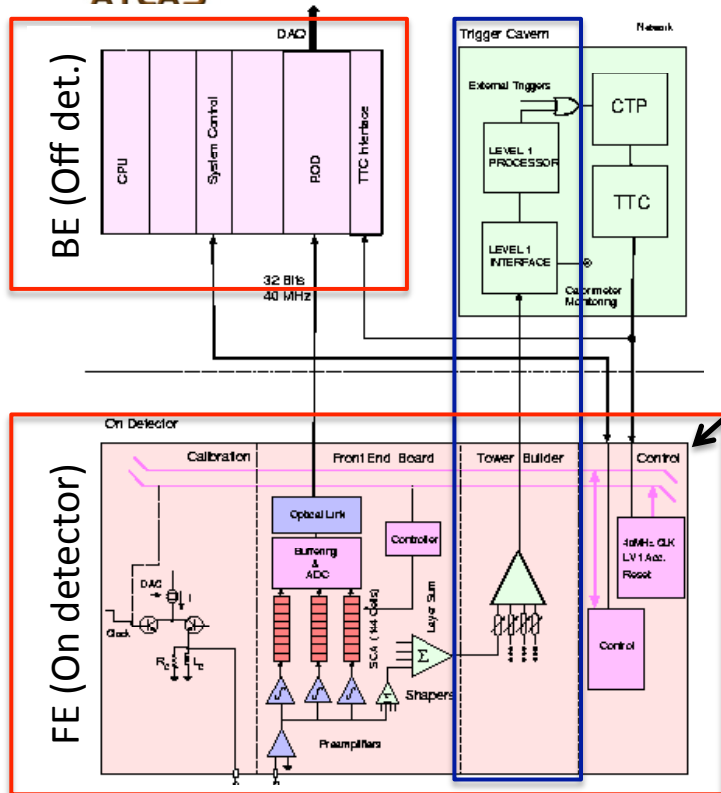 DAQ
BE (Off det.)
CPU
System Control
ROD
TTC Interface
32 Bits
40 MHz
Trigger Cavern
Network
External Triggers
CTP
LEVEL 1
PROCESSOR
TTC
LEVEL 1
INTERFACE
Calorimeter
Monitoring
FE (On detector)
On Detector
Calibration
Front End Board
Tower Builder
Control
Optical Link
Buffering
&
ADC
Controller
40MHz CLK
LV1 Acc.
Reset
DAC
I
Clock
SCA (144 Cells)
Layer Sum
Σ
Σ
Control
Shapers
Preamplifiers